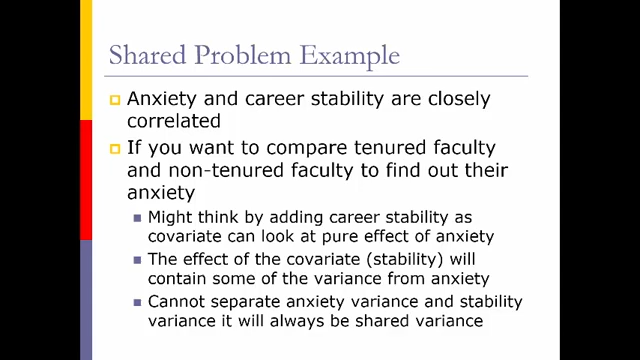 Shared Problem Example
Anxiety and career stability are closely
correlated
If you want to compare tenured faculty
and non-tenured faculty to find out their
anxiety
Might think by adding career stability as
covariate can look at pure effect of anxiety
The effect of the covariate (stability) will
contain some of the variance from anxiety
Cannot separate anxiety variance and stability
variance it will always be shared variance